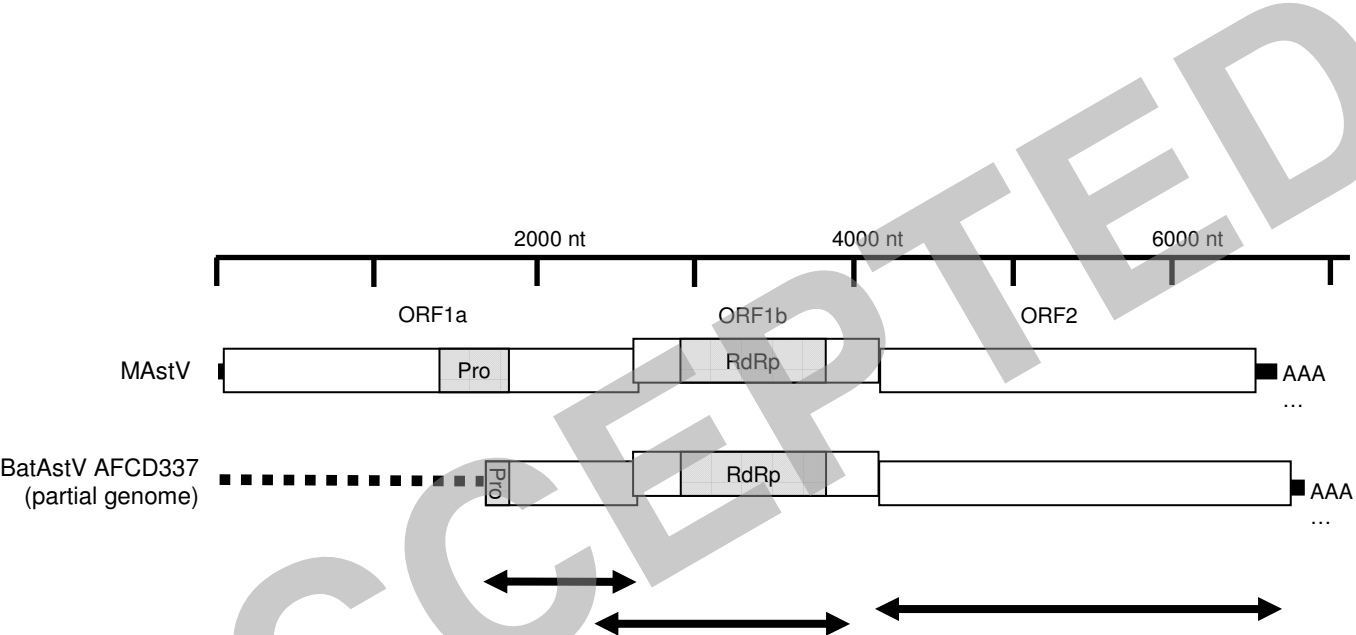 2000 nt 4000 nt 6000 nt
ORF1a ORF1b ORF2
MAstV Pro RdRp AAA
…
BatAstV AFCD337
(partial genome) Pro RdRp AAA
…
CCEPTED